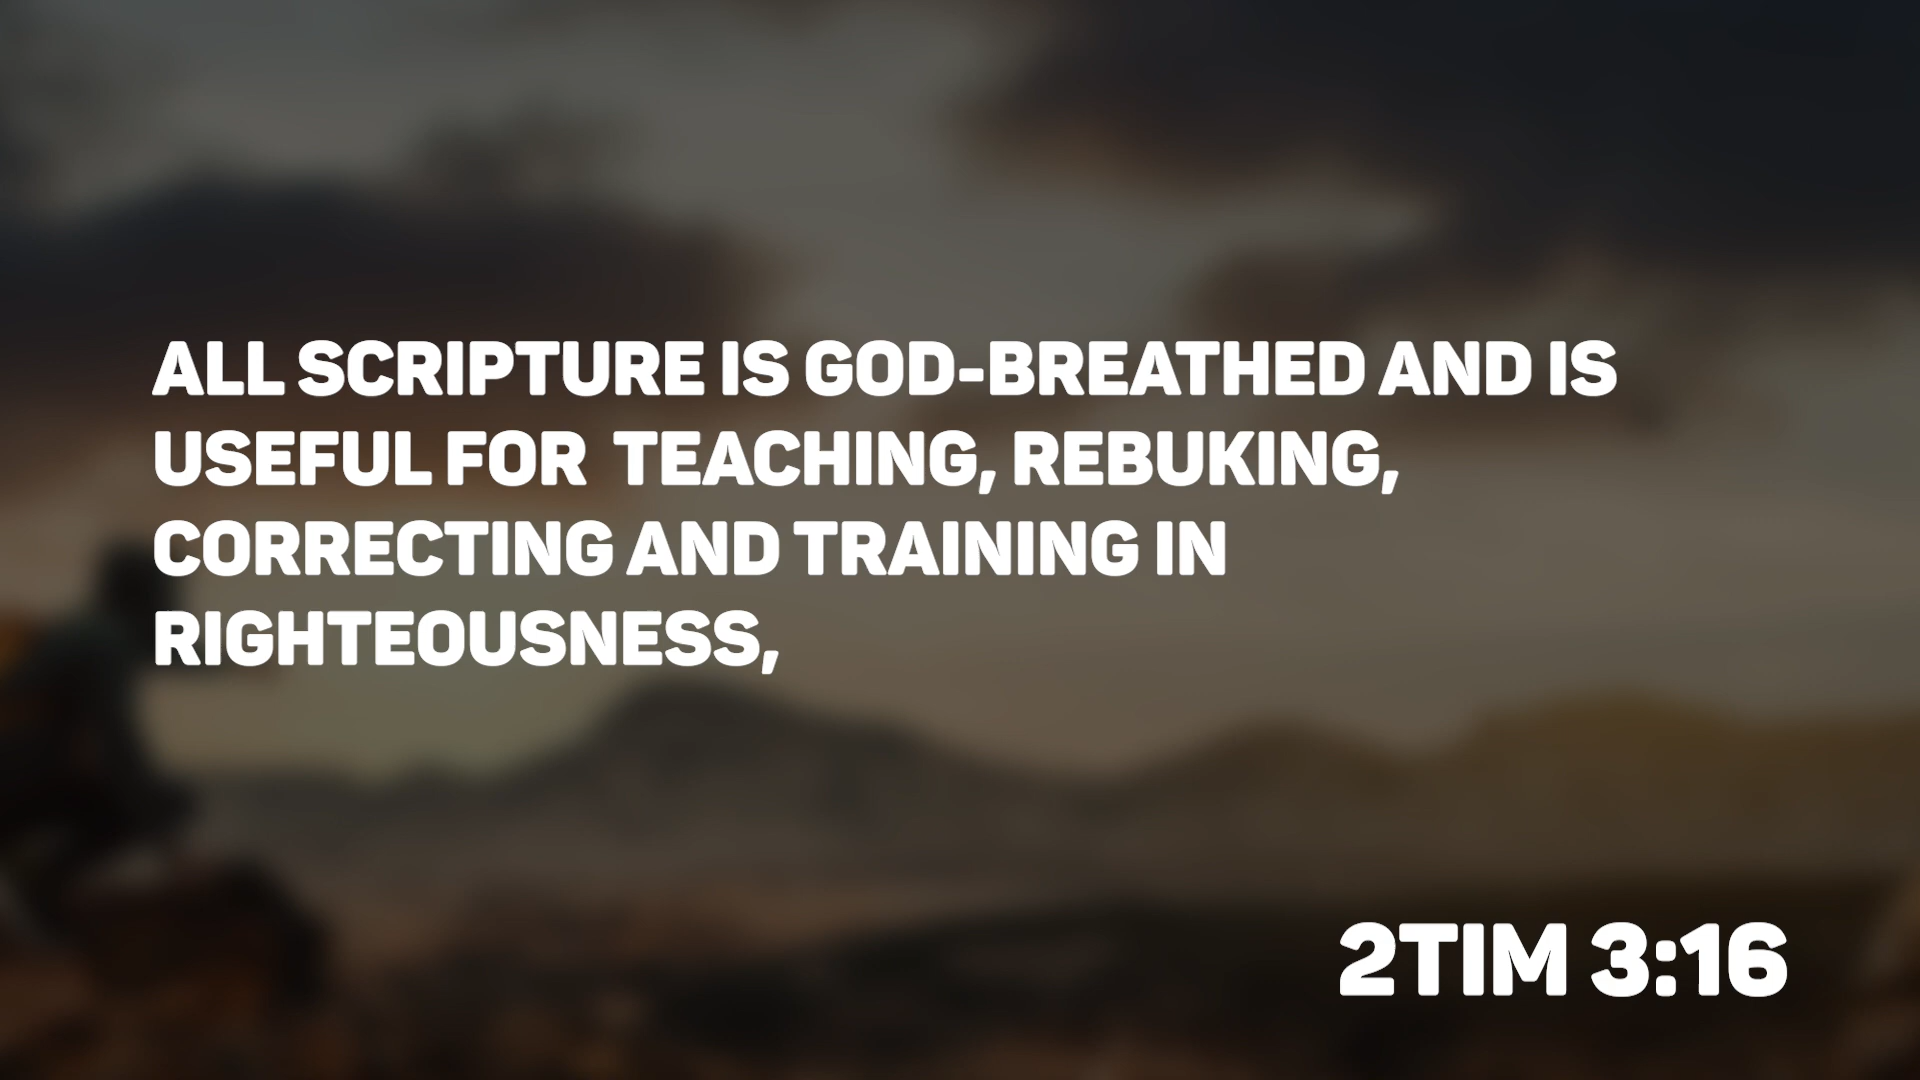 ALL SCRIPTURE IS GOD-BREATHED AND IS
USEFUL FOR  TEACHING, REBUKING,
CORRECTING AND TRAINING IN
RIGHTEOUSNESS,
2TIM 3:16